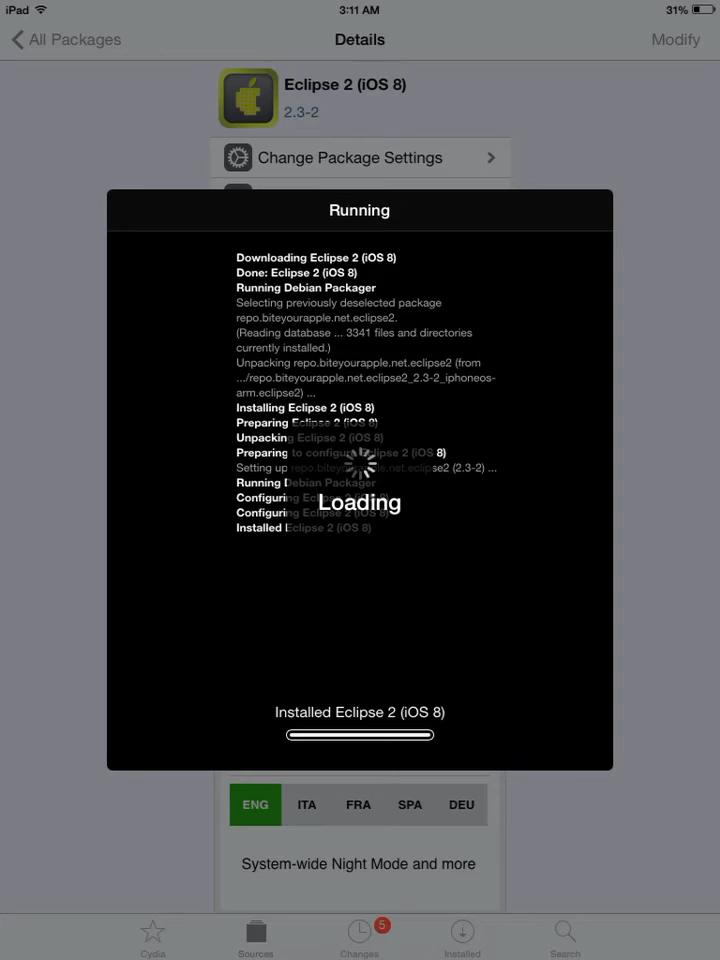 iPad 3:11 AM 31%
All Packages Details Modify
Eclipse 2 (iOS 8)
2.3-2
Change Package Settings
Running
Downloading Eclipse 2 (iOS 8)
Done: Eclipse 2 (iOS 8)
Running Debian Packager
Selecting previously deselected package
repo.biteyourapple.net.eclipse2.
(Reading database ... 3341 files and directories
currently installed.)
Unpacking repo.biteyourapple.net.eclipse2 (from
.../repo.biteyourapple.net.eclipse2_2.3-2_iphoneos-
arm.eclipse2) ...
Installing Eclipse 2 (iOS 8)
Preparing Eclipse 2 (iOS 8)
Unpacking Eclipse 2 (iOS 8)
Preparing to configure Eclipse 2 (iOS 8)
Setting up repo.biteyourapple.net.eclipse2 (2.3-2) ...
Running Debian Packager
Configuring Eclipse 2 (iOS 8)
Loading
Configuring Eclipse 2 (iOS 8)
Installed Eclipse 2 (iOS 8)
Installed Eclipse 2 (iOS 8)
ENG ITA FRA SPA DEU
System-wide Night Mode and more
5
Cydia Sources Changes Installed Search